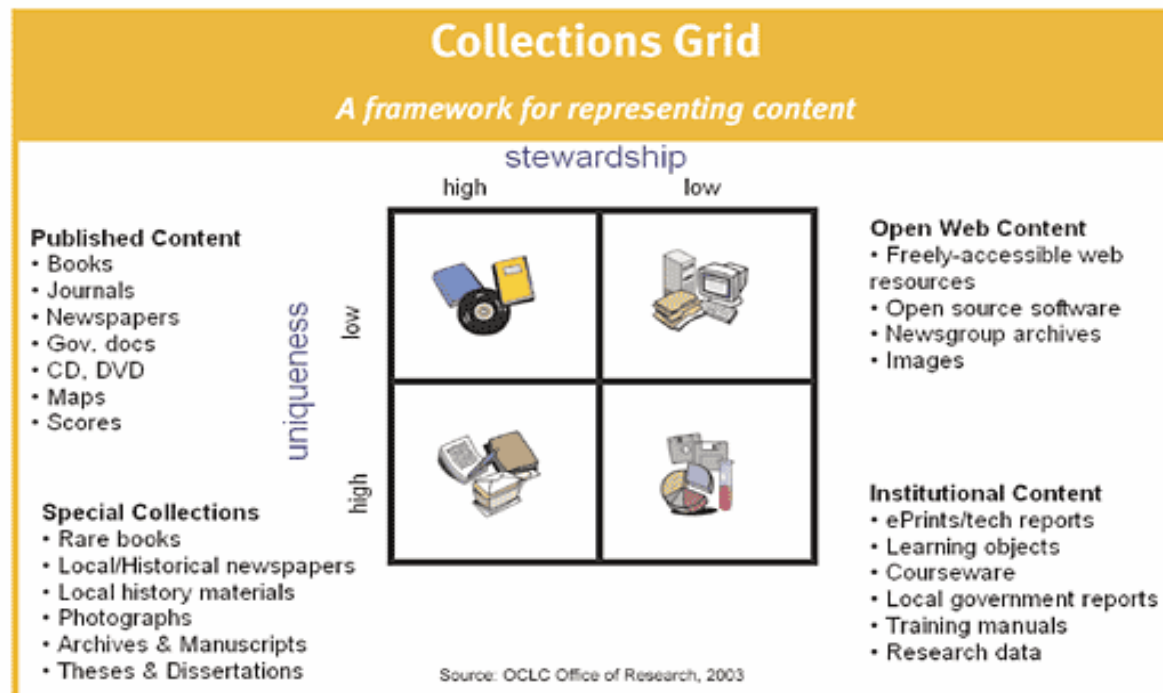 Collections Grid
A framework for representing content
stewardship
high low
uniqueness
low
high
Published Content
• Books
• Journals
• Newspapers
• Gov. docs
• CD, DVD
• Maps
• Scores
Open Web Content
• Freely-accessible web
resources
• Open source software
• Newsgroup archives
• Images
Special Collections
• Rare books
• Local/Historical newspapers
• Local history materials
• Photographs
• Archives & Manuscripts
• Theses & Dissertations
Institutional Content
• ePrints/tech reports
• Learning objects
• Courseware
• Local government reports
• Training manuals
• Research data
Source: OCLC Office of Research, 2003